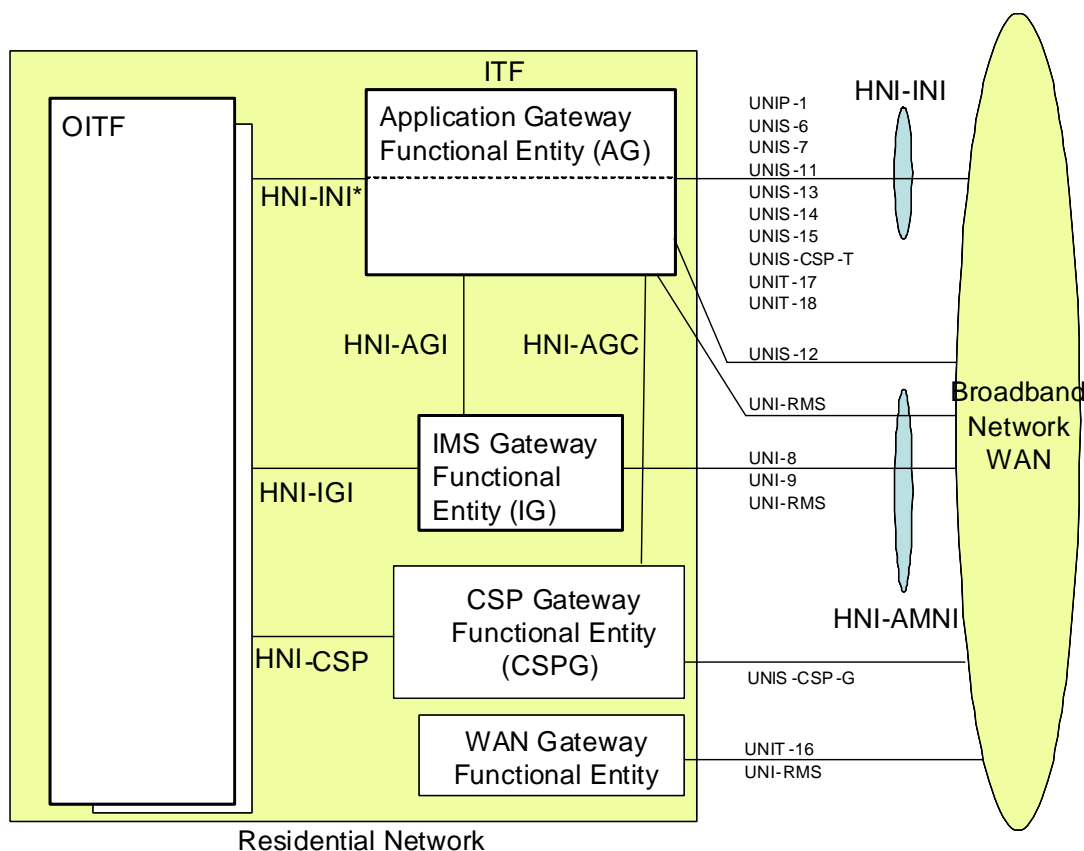 ITF
OITF
Application Gateway
Functional Entity (AG)
HNI-INI*
UNIP-1
UNIS-6
UNIS-7
UNIS-11
UNIS-13
UNIS-14
UNIS-15
UNIS-CSP-T
UNIT-17
UNIT-18
HNI-INI
HNI-AGI
HNI-AGC
UNIS-12
UNI-RMS
Broadband
Network
WAN
IMS Gateway
Functional
Entity (IG)
HNI-IGI
UNI-8
UNI-9
UNI-RMS
HNI-AMNI
CSP Gateway
Functional Entity
(CSPG)
HNI-CSP
UNIS-CSP-G
WAN Gateway
Functional Entity
UNIT-16
UNI-RMS
Residential Network